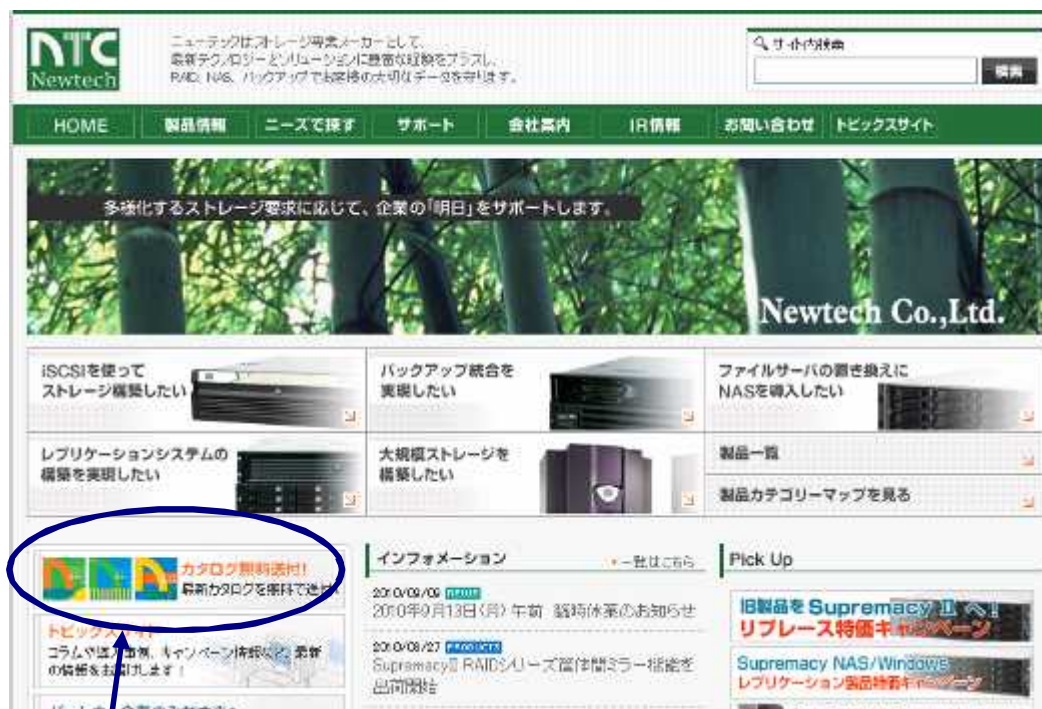 NTC
Newtech
ニューテックはストレージ専業メーカーとして、
最新テクノロジーとソリューションに豊富な経験をプラスし、
RAID、NAS、バックアップでお客様の大切なデータを守ります。
サイト内検索
検索
HOME 製品情報 ニーズで探す サポート 会社案内 IR情報 お問い合わせ トピックスサイト
多様化するストレージ要求に応じて、企業の「明日」をサポートします。
Newtech Co.,Ltd.
iSCSIを使って
ストレージ構築したい
バックアップ統合を
実現したい
ファイルサーバの置き換えに
NASを導入したい
レプリケーションシステムの
構築を実現したい
大規模ストレージを
構築したい
製品一覧
製品カテゴリーマップを見る
カタログ無料送付!
最新カタログを無料で送付
トピックスサイト
コラムや導入事例、キャンペーン情報など、最新
の情報をお届けします!
インフォメーション
一覧はこちら
2010/09/09 NEWS
2010年9月13日(月) 午前 臨時休業のお知らせ
2010/08/27 PRODUCTS
SupremacyⅡ RAIDシリーズ筐体間ミラー機能を
出荷開始
Pick Up
旧製品を Supremacy Ⅱ へ!
リプレース特価キャンペーン
Supremacy NAS/Windows
レプリケーション製品特価キャンペーン